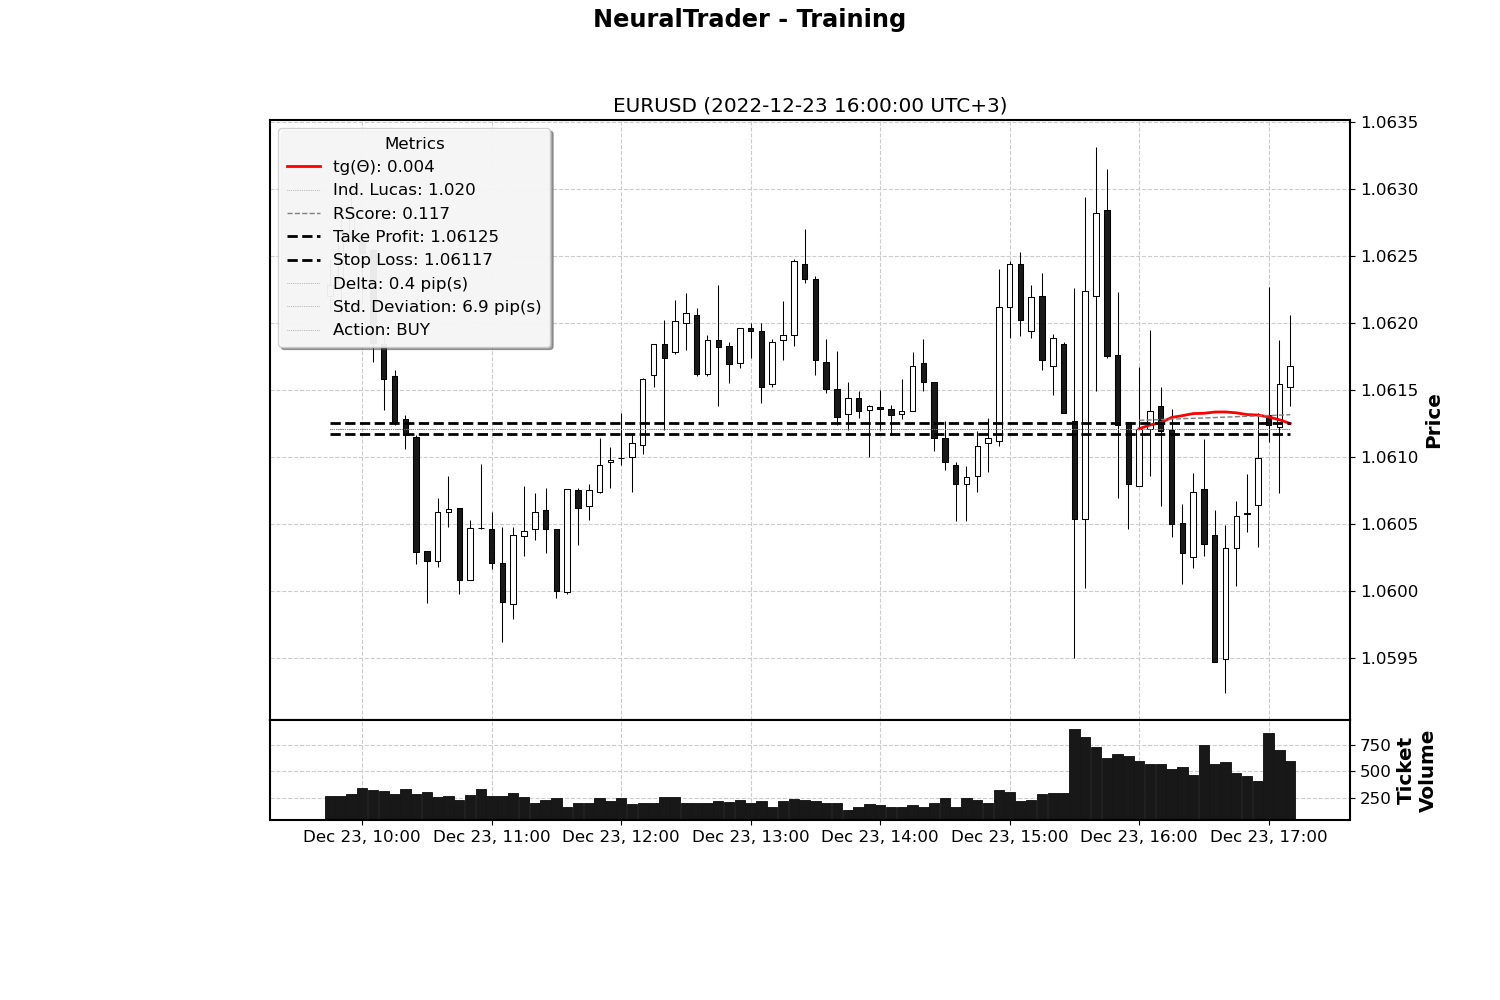 NeuralTrader - Training
EURUSD (2022-12-23 16:00:00 UTC+3)
Metrics
tg(Θ): 0.004
Ind. Lucas: 1.020
RScore: 0.117
Take Profit: 1.06125
Stop Loss: 1.06117
Delta: 0.4 pip(s)
Std. Deviation: 6.9 pip(s)
Action: BUY
1.0635
1.0630
1.0625
1.0620
1.0615
1.0610
1.0605
1.0600
1.0595
Price
750
500
250
Ticket
Volume
Dec 23, 10:00
Dec 23, 11:00
Dec 23, 12:00
Dec 23, 13:00
Dec 23, 14:00
Dec 23, 15:00
Dec 23, 16:00
Dec 23, 17:00